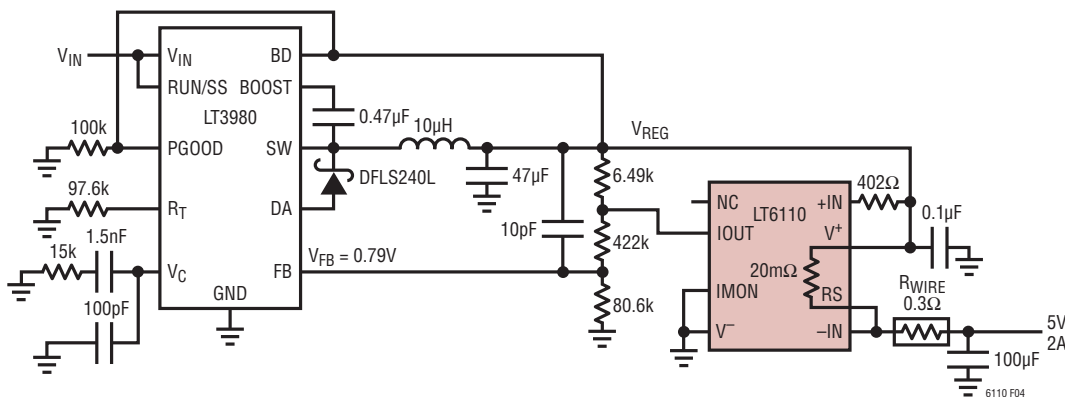 V_IN
V_IN
BD
RUN/SS
BOOST
LT3980
0.47µF
100k
PGOOD
SW
10µH
V_REG
DFLS240L
47µF
6.49k
97.6k
R_T
DA
10pF
422k
15k
1.5nF
V_C
V_FB = 0.79V
FB
100pF
GND
80.6k
NC
LT6110
+IN
402Ω
IOUT
V+
0.1µF
20mΩ
IMON
RS
R_WIRE
0.3Ω
V−
−IN
5V
2A
100µF
6110 F04